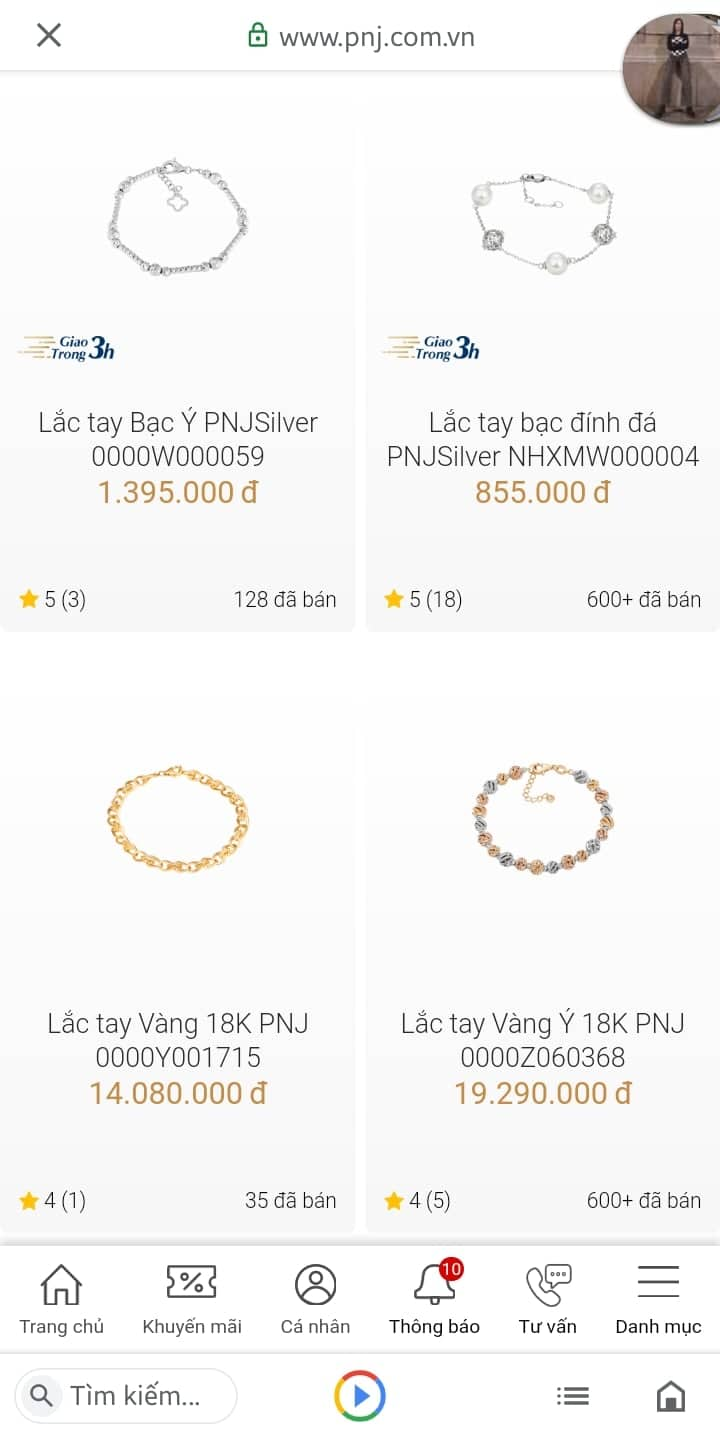 www.pnj.com.vn
Giao
Trong 3h
Giao
Trong 3h
Lắc tay Bạc Ý PNJSilver
0000W000059
1.395.000 đ
Lắc tay bạc đính đá
PNJSilver NHXMW000004
855.000 đ
5 (3)
128 đã bán
5 (18)
600+ đã bán
Lắc tay Vàng 18K PNJ
0000Y001715
14.080.000 đ
Lắc tay Vàng Ý 18K PNJ
0000Z060368
19.290.000 đ
4 (1)
35 đã bán
4 (5)
600+ đã bán
10
Trang chủ
Khuyến mãi
Cá nhân
Thông báo
Tư vấn
Danh mục
Tìm kiếm...